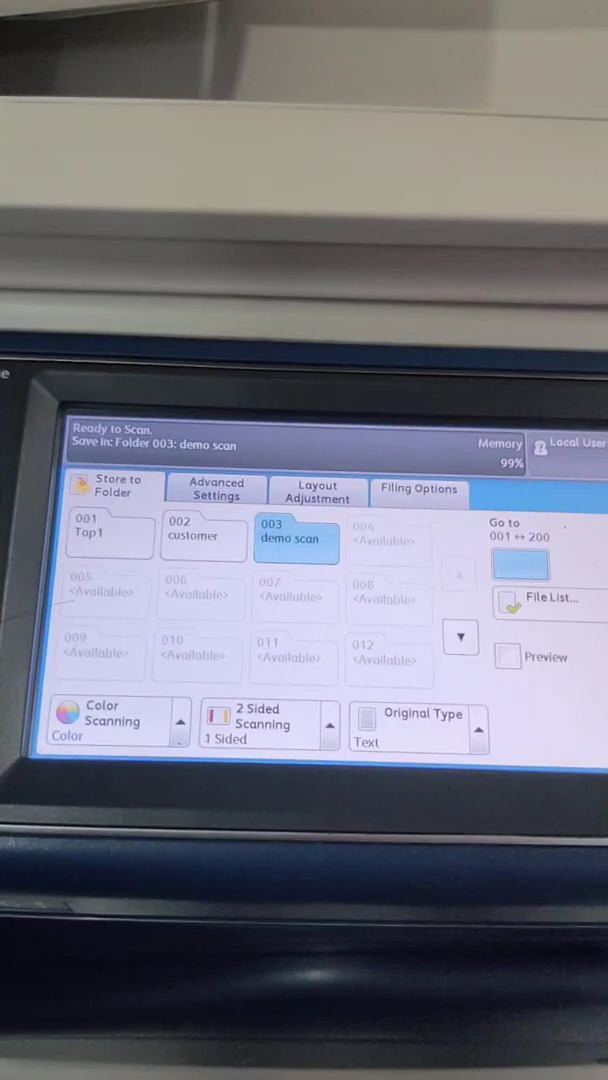 e
Ready to Scan.
Save in: Folder 003: demo scan
Memory
99%
Local User
Store to
Folder
Advanced
Settings
Layout
Adjustment
Filing Options
001
Top1
002
customer
003
demo scan
004
<Available>
Go to
001 ↔ 200
005
<Available>
006
<Available>
007
<Available>
008
<Available>
File List...
009
<Available>
010
<Available>
011
<Available>
012
<Available>
Preview
Color
Scanning
Color
2 Sided
Scanning
1 Sided
Original Type
Text